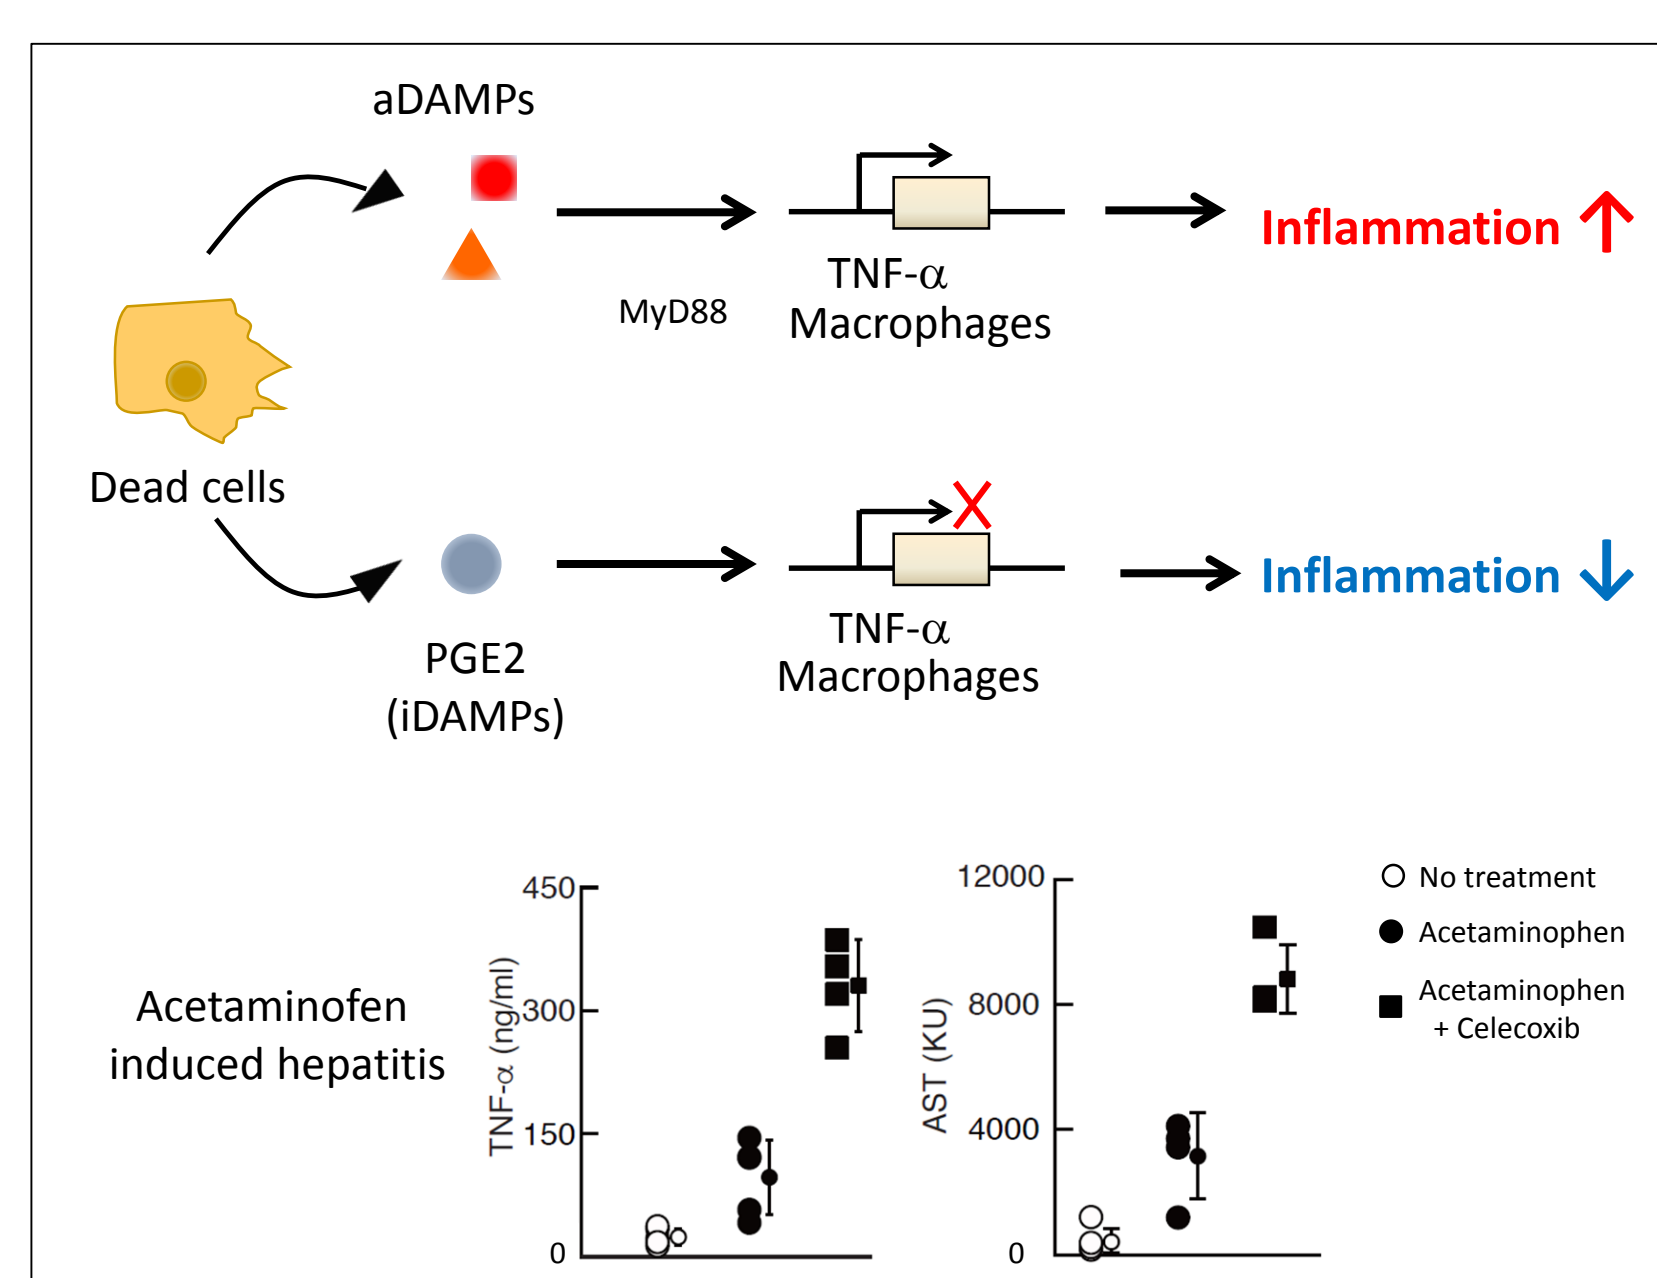 aDAMPs
MyD88
TNF-α
Macrophages
Inflammation ↑
Dead cells
PGE2
(iDAMPs)
TNF-α
Macrophages
Inflammation ↓
Acetaminofen
induced hepatitis
TNF-α (ng/ml)
450
300
150
0
AST (KU)
12000
8000
4000
0
No treatment
Acetaminophen
Acetaminophen
+ Celecoxib